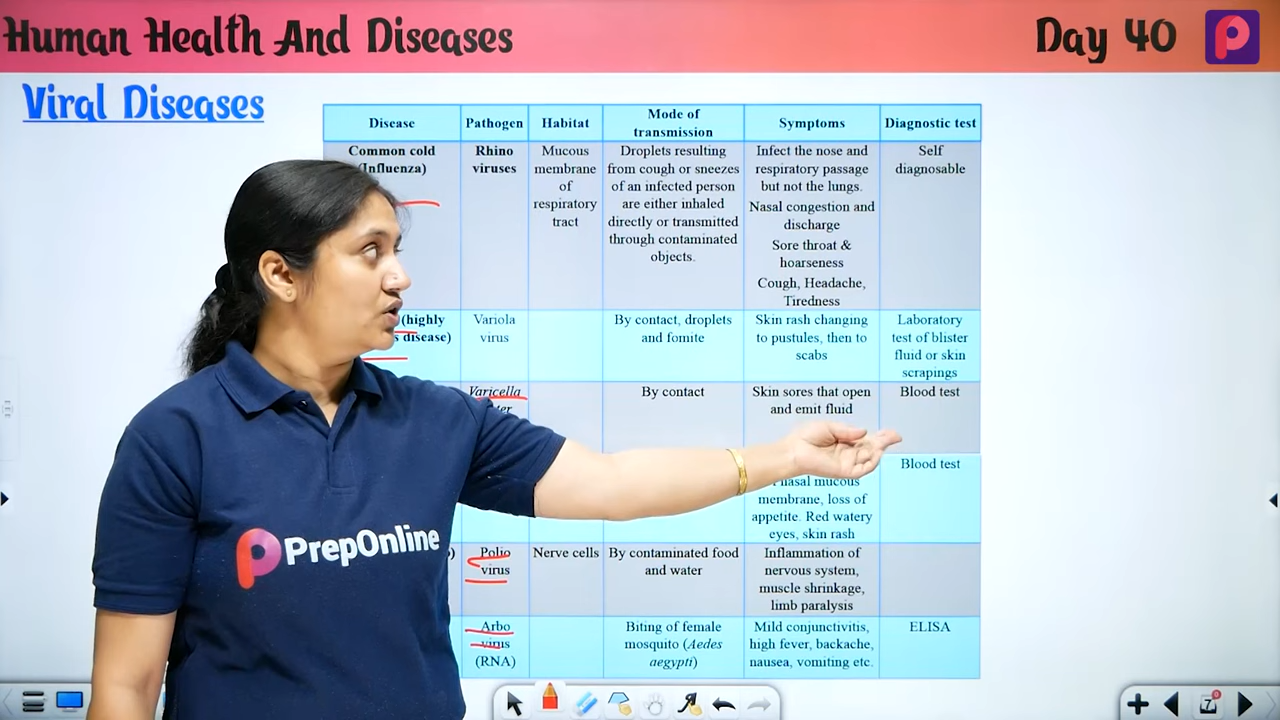 Human Health And Diseases
Day 40
Viral Diseases
Disease
Pathogen
Habitat
Mode of
transmission
Symptoms
Diagnostic test
Common cold
(Influenza)
Rhino
viruses
Mucous
membrane
of
respiratory
tract
Droplets resulting
from cough or sneezes
of an infected person
are either inhaled
directly or transmitted
through contaminated
objects.
Infect the nose and
respiratory passage
but not the lungs.
Nasal congestion and
discharge
Sore throat &
hoarseness
Cough, Headache,
Tiredness
Self
diagnosable
(highly
disease)
Variola
virus
By contact, droplets
and fomite
Skin rash changing
to pustules, then to
scabs
Laboratory
test of blister
fluid or skin
scrapings
Varicella
By contact
Skin sores that open
and emit fluid
Blood test
mucous
membrane, loss of
appetite. Red watery
eyes, skin rash
Blood test
Polio
virus
Nerve cells
By contaminated food
and water
Inflammation of
nervous system,
muscle shrinkage,
limb paralysis
Arbo
virus
(RNA)
Biting of female
mosquito (Aedes
aegypti)
Mild conjunctivitis,
high fever, backache,
nausea, vomiting etc.
ELISA
PrepOnline